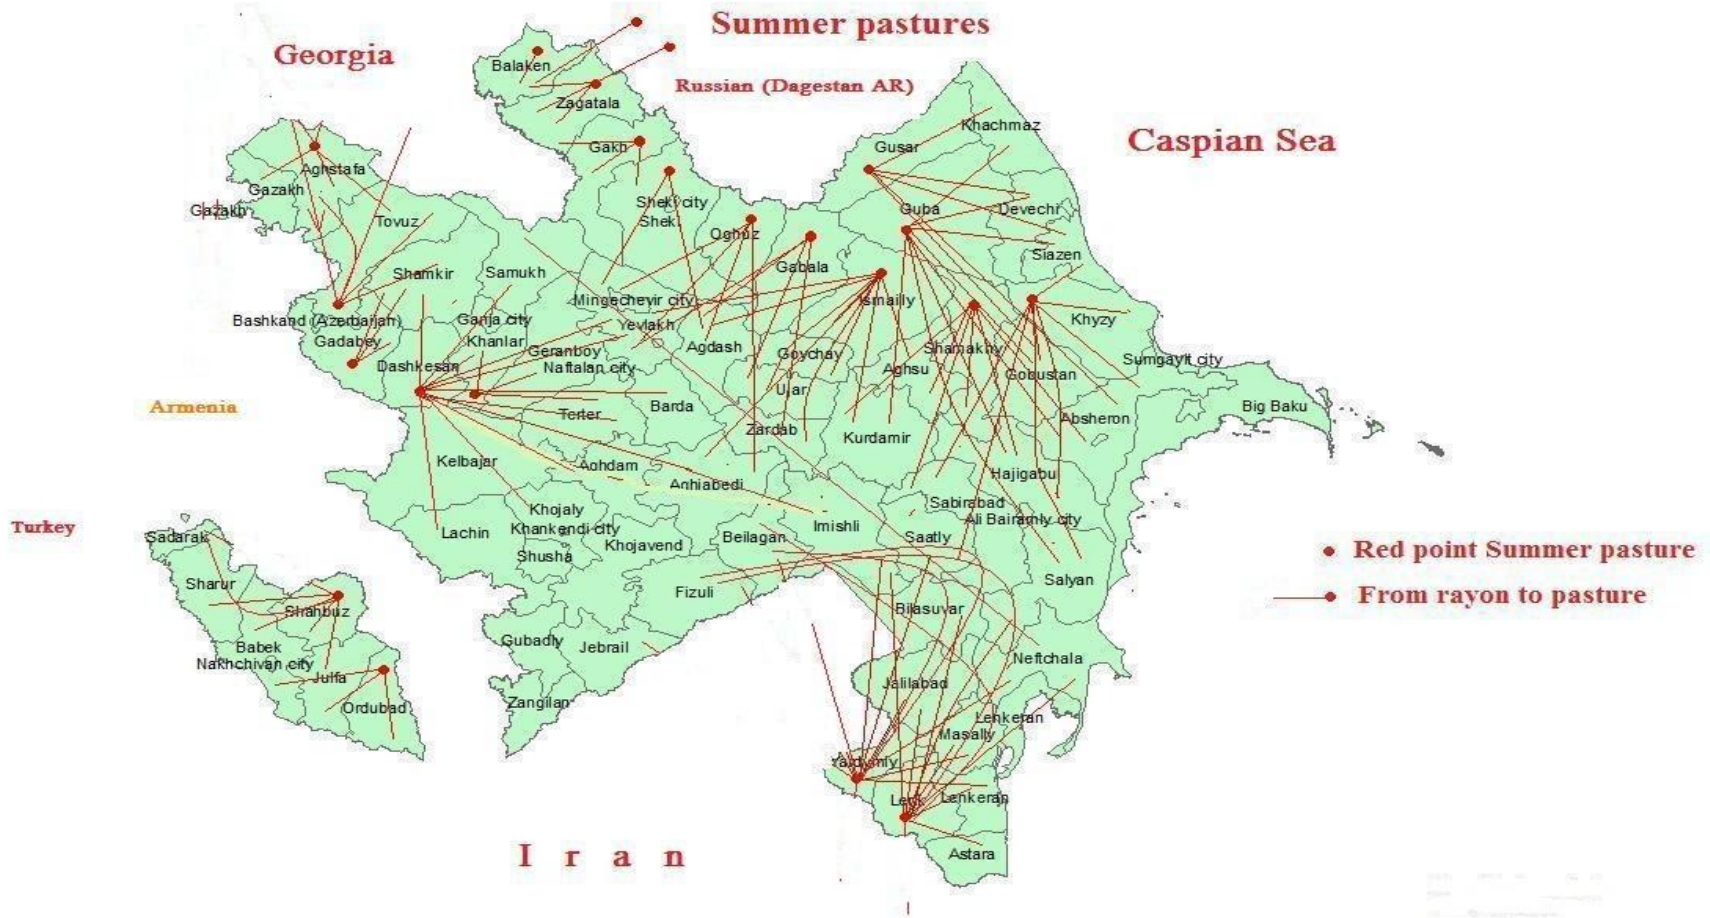 Summer pastures
Georgia
Balaken
Russian (Dagestan AR)
Zagatala
Khachmaz
Caspian Sea
Gakh
Gusar
Aghstafa
Gazakh
Sheki city
Gazakh
Guba
Devechi
Tovuz
Sheki
Oghuz
Siazen
Gabala
Shamkir
Samukh
Mingechevir city
Ismailly
Bashkand (Azerbaijan)
Ganja city
Yevlakh
Khyzy
Gadabey
Khanlar
Agdash
Shamakhy
Geranboy
Goychay
Sumgayit city
Dashkesan
Naftalan city
Aghsu
Gobustan
Ujar
Armenia
Barda
Big Baku
Terter
Absheron
Zardab
Kurdamir
Kelbajar
Aghdam
Hajigabu
Aghjabedi
Sabirabad
Khojaly
Ali Bairamly city
Turkey
Khankendi city
Imishli
Lachin
Sadarak
Beilagan
Saatly
Khojavend
Red point Summer pasture
Shusha
Sharur
Salyan
Fizuli
From rayon to pasture
Shahbuz
Bilasuvar
Gubadly
Babek
Jebrail
Nakhchivan city
Neftchala
Julfa
Jalilabad
Zangilan
Ordubad
Lenkeran
Masally
Yardymly
Lerik
Lenkeran
Iran
Astara